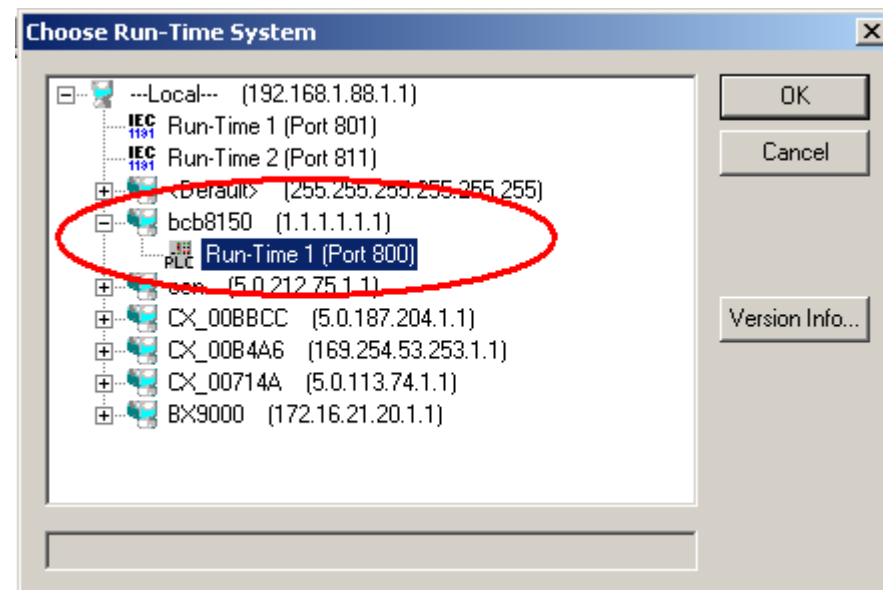 Choose Run-Time System
---Local--- (192.168.1.88.1.1)
IEC 1131 Run-Time 1 (Port 801)
IEC 1131 Run-Time 2 (Port 811)
<Default> (255.255.255.255.255.255)
bcb8150 (1.1.1.1.1.1)
PLC Run-Time 1 (Port 800)
(5.0.212.75.1.1)
CX_00BBCC (5.0.187.204.1.1)
CX_00B4A6 (169.254.53.253.1.1)
CX_00714A (5.0.113.74.1.1)
BX9000 (172.16.21.20.1.1)
OK
Cancel
Version Info...